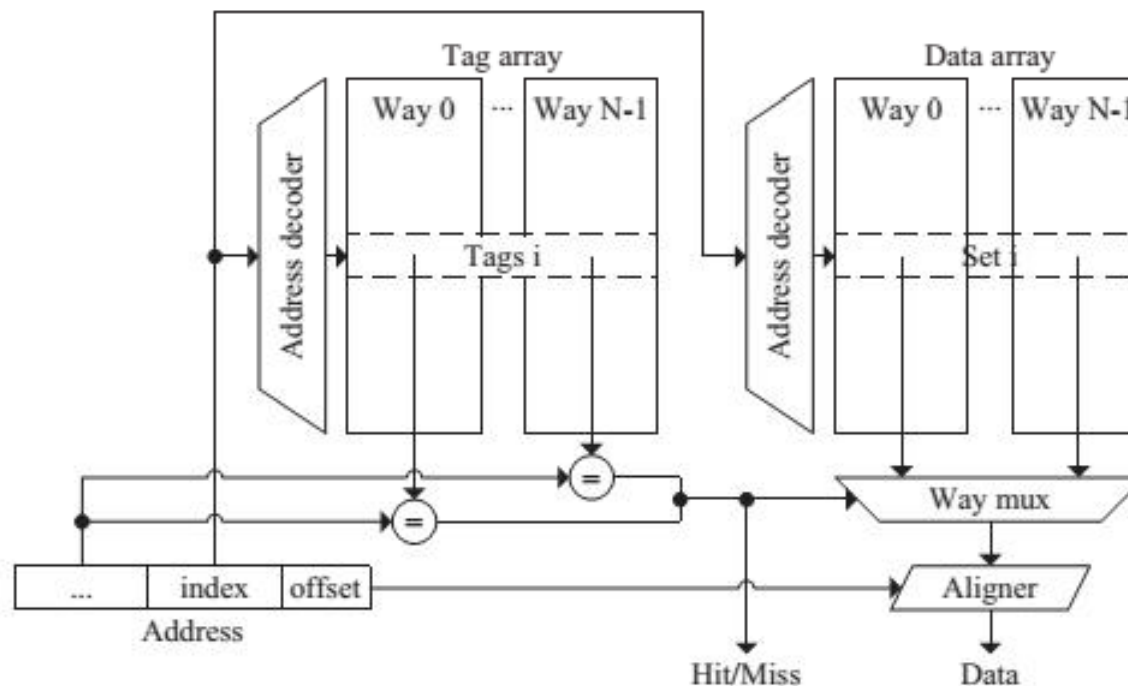 Tag array
Data array
Way 0 ... Way N-1
Way 0 ... Way N-1
Address decoder
Address decoder
Tags i
Set i
=
=
Way mux
... index offset
Aligner
Address
Hit/Miss
Data